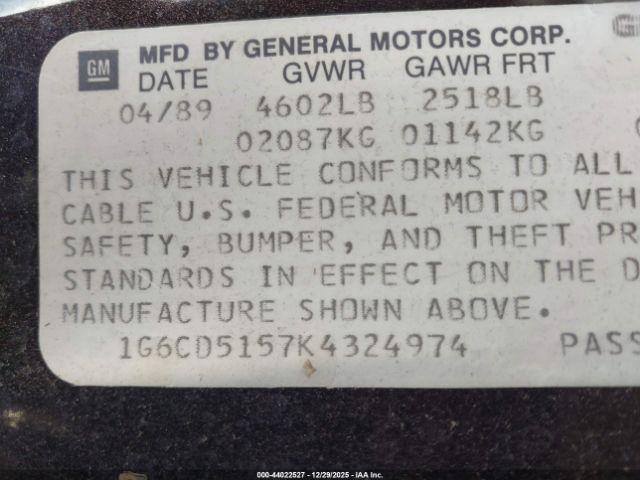 GM MFD BY GENERAL MOTORS CORP.
DATE GVWR GAWR FRT
04/89 4602LB 2518LB
02087KG 01142KG
THIS VEHICLE CONFORMS TO ALL
CABLE U.S. FEDERAL MOTOR VEH
SAFETY, BUMPER, AND THEFT PR
STANDARDS IN EFFECT ON THE D
MANUFACTURE SHOWN ABOVE.
1G6CD5157K4324974 PASS
000-44022527 - 12/29/2025 - IAA Inc.